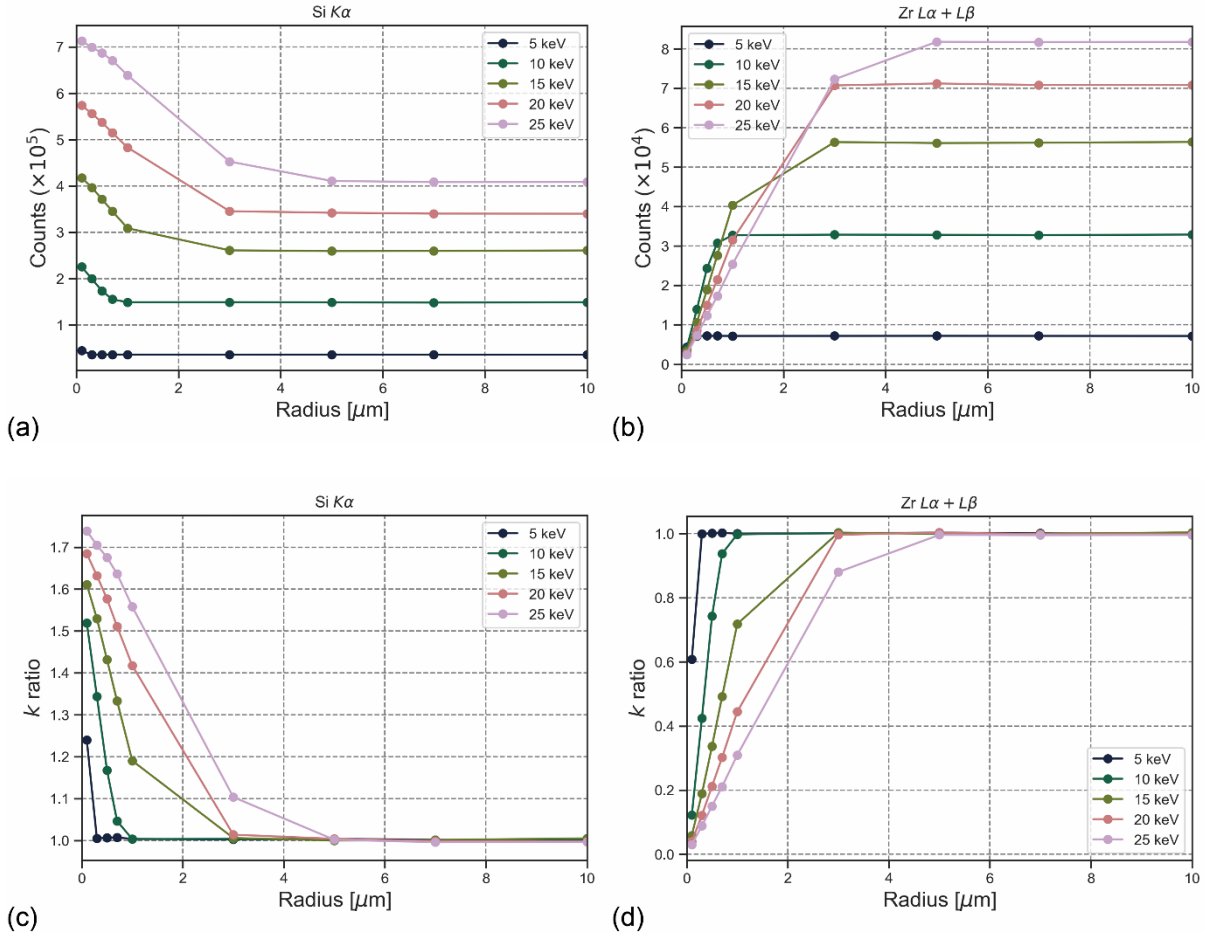 Si Kα
Counts (×10⁵)
7
6
5
4
3
2
1
0 2 4 6 8 10
Radius [μm]
5 keV
10 keV
15 keV
20 keV
25 keV
(a)
Zr Lα + Lβ
Counts (×10⁴)
8
7
6
5
4
3
2
1
0
0 2 4 6 8 10
Radius [μm]
5 keV
10 keV
15 keV
20 keV
25 keV
(b)
Si Kα
k ratio
1.7
1.6
1.5
1.4
1.3
1.2
1.1
1.0
0 2 4 6 8 10
Radius [μm]
5 keV
10 keV
15 keV
20 keV
25 keV
(c)
Zr Lα + Lβ
k ratio
1.0
0.8
0.6
0.4
0.2
0.0
0 2 4 6 8 10
Radius [μm]
5 keV
10 keV
15 keV
20 keV
25 keV
(d)